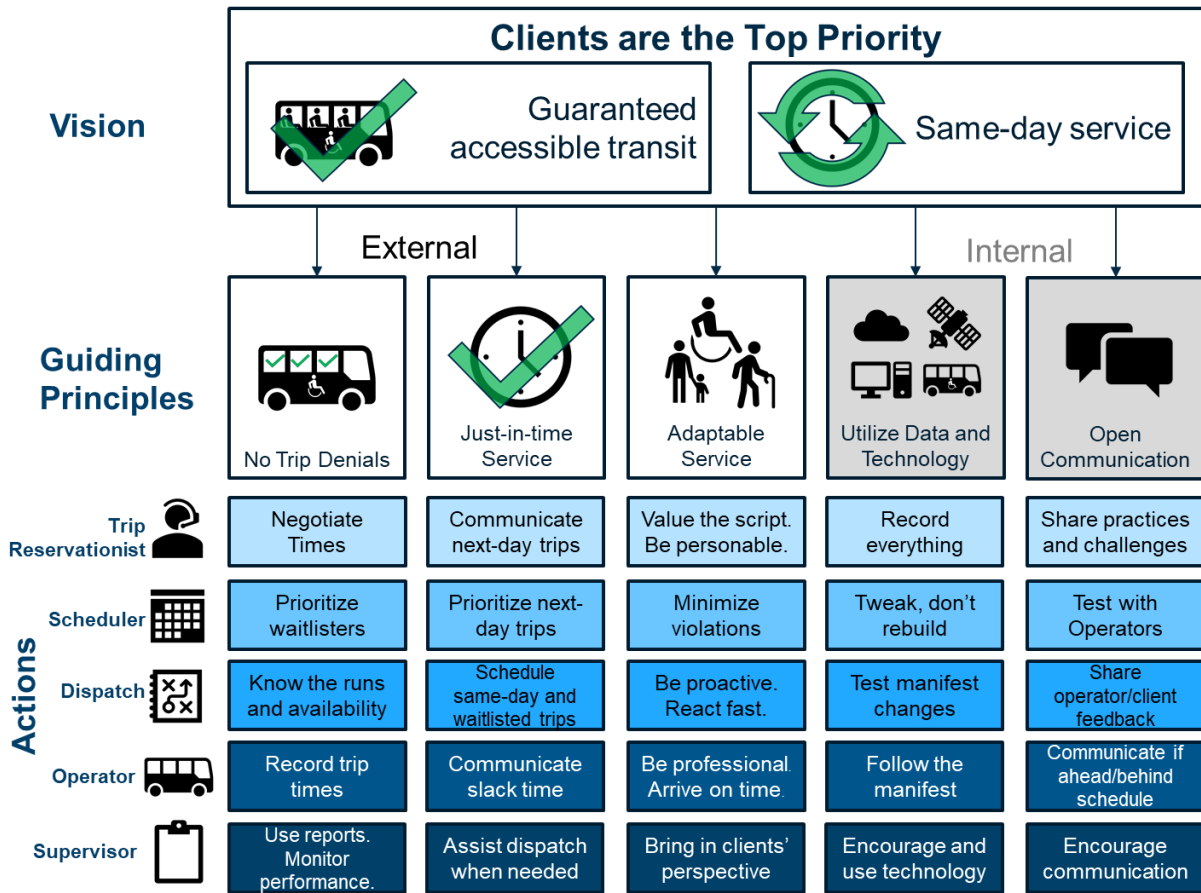 Clients are the Top Priority
Vision
Guaranteed
accessible transit
Same-day service
External
Internal
Guiding
Principles
No Trip Denials
Just-in-time
Service
Adaptable
Service
Utilize Data and
Technology
Open
Communication
Actions
Trip
Reservationist
Negotiate
Times
Communicate
next-day trips
Value the script.
Be personable.
Record
everything
Share practices
and challenges
Scheduler
Prioritize
waitlisters
Prioritize next-
day trips
Minimize
violations
Tweak, don't
rebuild
Test with
Operators
Dispatch
Know the runs
and availability
Schedule
same-day and
waitlisted trips
Be proactive.
React fast.
Test manifest
changes
Share
operator/client
feedback
Operator
Record trip
times
Communicate
slack time
Be professional.
Arrive on time.
Follow the
manifest
Communicate if
ahead/behind
schedule
Supervisor
Use reports.
Monitor
performance.
Assist dispatch
when needed
Bring in clients'
perspective
Encourage and
use technology
Encourage
communication